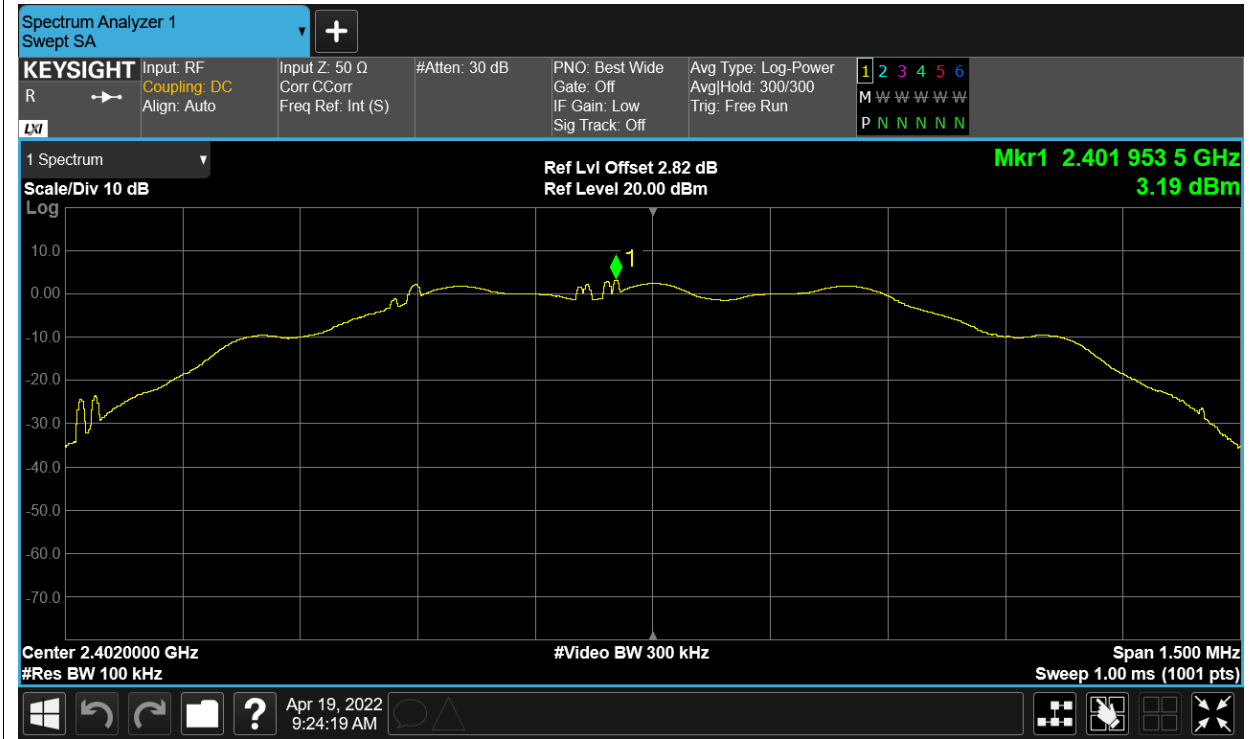 Spectrum Analyzer 1
Swept SA
+
KEYSIGHT
R
LXI
Input: RF
Coupling: DC
Align: Auto
Input Z: 50 Ω
Corr CCorr
Freq Ref: Int (S)
#Atten: 30 dB
PNO: Best Wide
Gate: Off
IF Gain: Low
Sig Track: Off
Avg Type: Log-Power
Avg|Hold: 300/300
Trig: Free Run
1 2 3 4 5 6
M W W W W W
P N N N N N
1 Spectrum
Scale/Div 10 dB
Log
Ref Lvl Offset 2.82 dB
Ref Level 20.00 dBm
Mkr1 2.401 953 5 GHz
3.19 dBm
1
10.0
0.00
-10.0
-20.0
-30.0
-40.0
-50.0
-60.0
-70.0
Center 2.4020000 GHz
#Res BW 100 kHz
#Video BW 300 kHz
Span 1.500 MHz
Sweep 1.00 ms (1001 pts)
?
Apr 19, 2022
9:24:19 AM